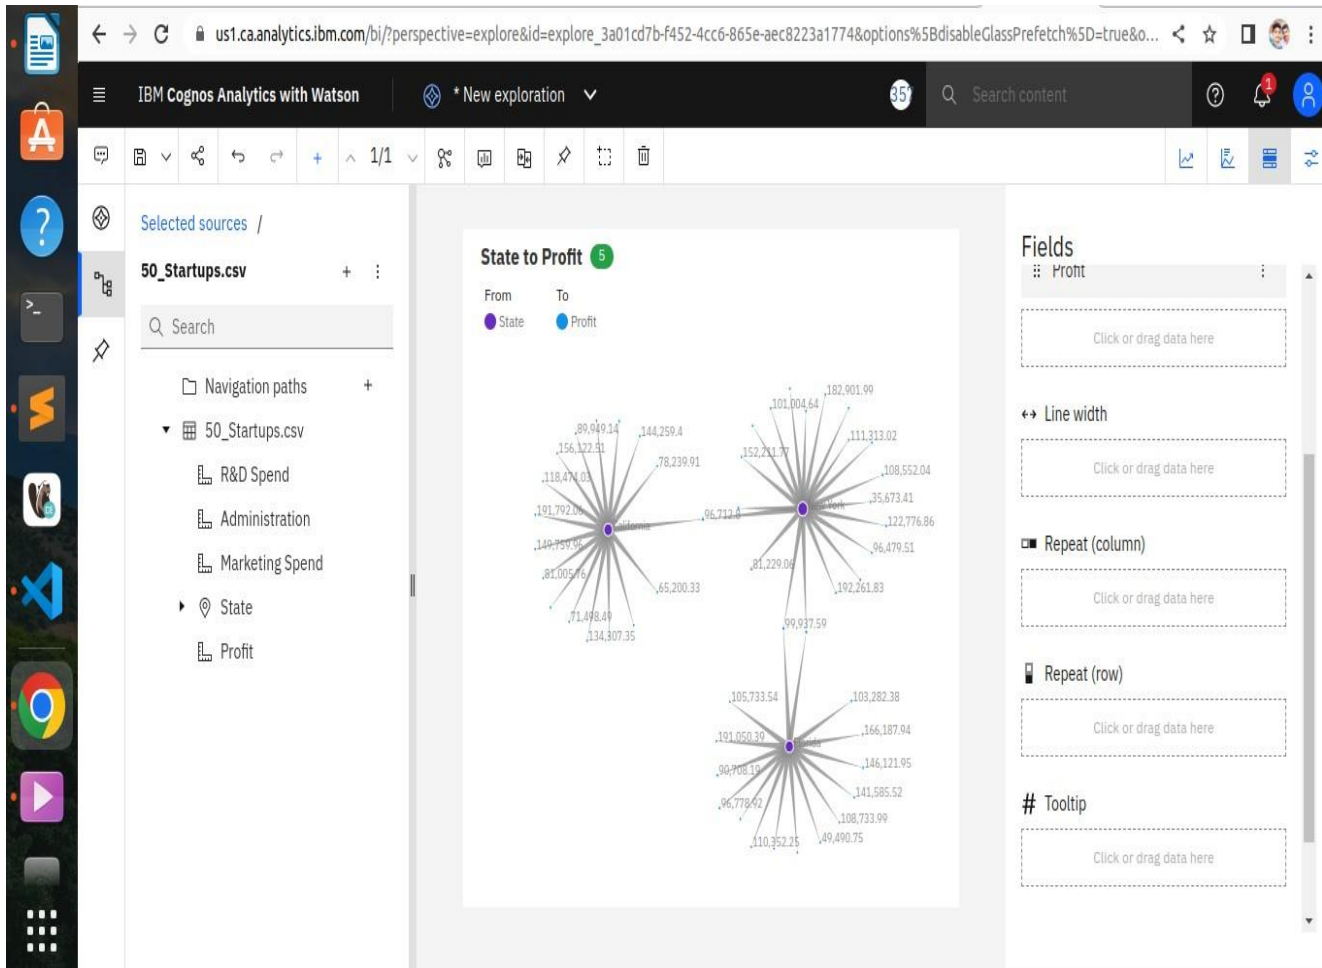 us1.ca.analytics.ibm.com/bi/?perspective=explore&id=explore_3a01cd7b-f452-4cc6-865e-aec8223a1774&options%5BdisableGlassPrefetch%5D=true&o...
IBM Cognos Analytics with Watson
* New exploration
Search content
1
1/1
Selected sources /
50_Startups.csv
Search
Navigation paths
50_Startups.csv
R&D Spend
Administration
Marketing Spend
State
Profit
State to Profit 5
From To
State Profit
182,901.99
101,004.64
89,949.14
144,259.4
111,313.02
156,122.51
152,211.77
78,239.91
108,552.04
118,474.03
35,673.41
191,792.06
96,712.8
New York
122,776.86
California
149,759.96
96,479.51
81,229.06
81,005.76
65,200.33
192,261.83
71,498.49
99,937.59
134,307.35
105,733.54
103,282.38
166,187.94
191,050.39
Florida
146,121.95
90,708.19
141,585.52
96,778.92
108,733.99
110,352.25
49,490.75
Fields
Profit
Click or drag data here
Line width
Click or drag data here
Repeat (column)
Click or drag data here
Repeat (row)
Click or drag data here
# Tooltip
Click or drag data here